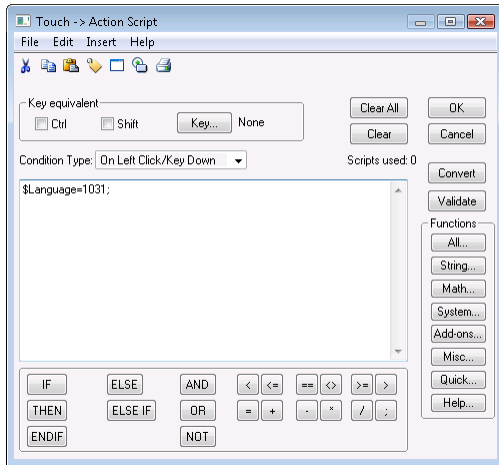 Touch -> Action Script
File Edit Insert Help
Key equivalent
Ctrl Shift Key... None
Clear All OK
Clear Cancel
Condition Type: On Left Click/Key Down Scripts used: 0
Convert
$Language=1031;
Validate
Functions
All...
String...
Math...
System...
Add-ons...
Misc...
Quick...
Help...
IF ELSE AND < <= == <> >= >
THEN ELSE IF OR = + - * / ;
ENDIF NOT